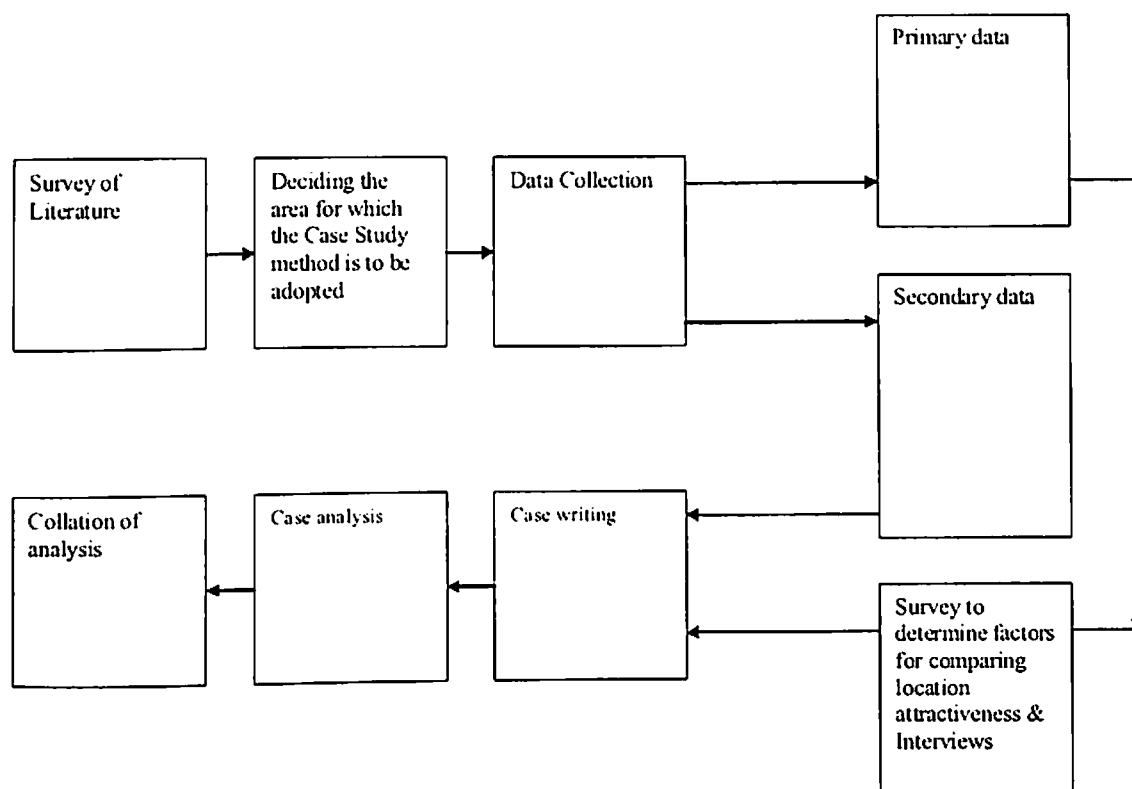 Primary data
Survey of
Literature
Deciding the
area for which
the Case Study
method is to be
adopted
Data Collection
Secondary data
Collation of
analysis
Case analysis
Case writing
Survey to
determine factors
for comparing
location
attractiveness &
Interviews